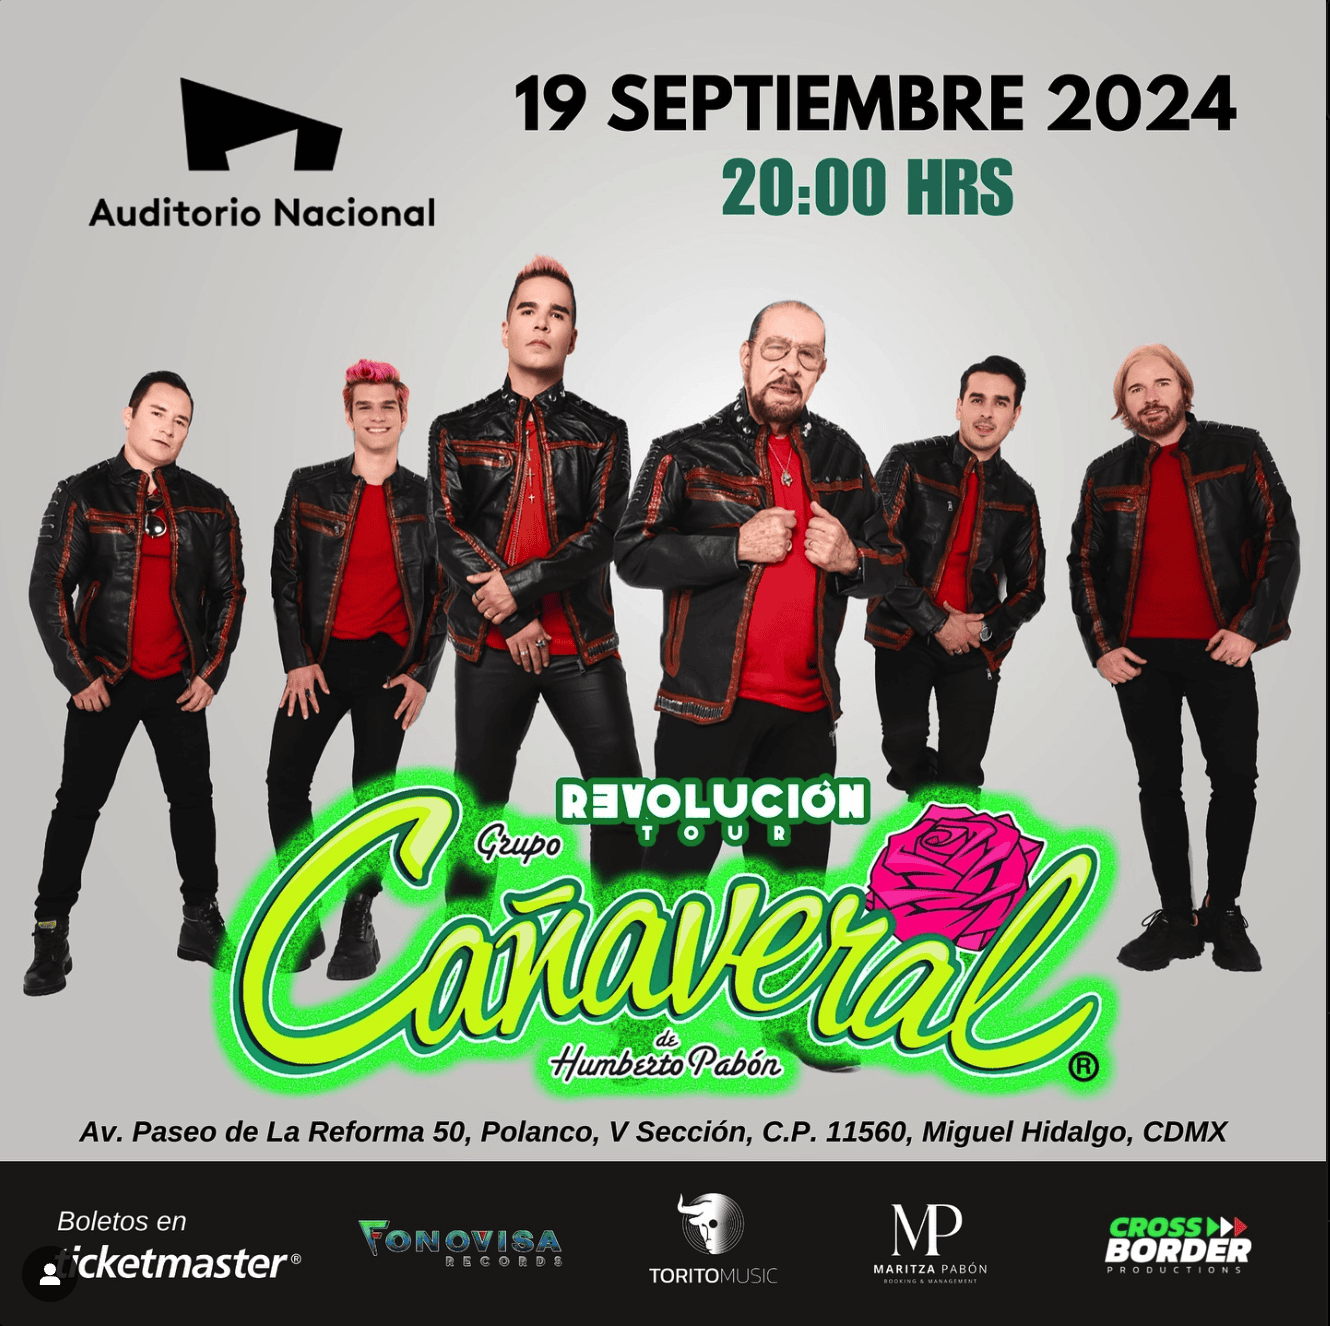 19 SEPTIEMBRE 2024
20:00 HRS
Auditorio Nacional
REVOLUCIÓN
TOUR
Grupo
Cañaveral
de
Humberto Pabón
®
Av. Paseo de La Reforma 50, Polanco, V Sección, C.P. 11560, Miguel Hidalgo, CDMX
Boletos en
ticketmaster®
FONOVISA
RECORDS
TORITOMUSIC
MP
MARITZA PABÓN
BOOKING & MANAGEMENT
CROSS
BORDER
PRODUCTIONS